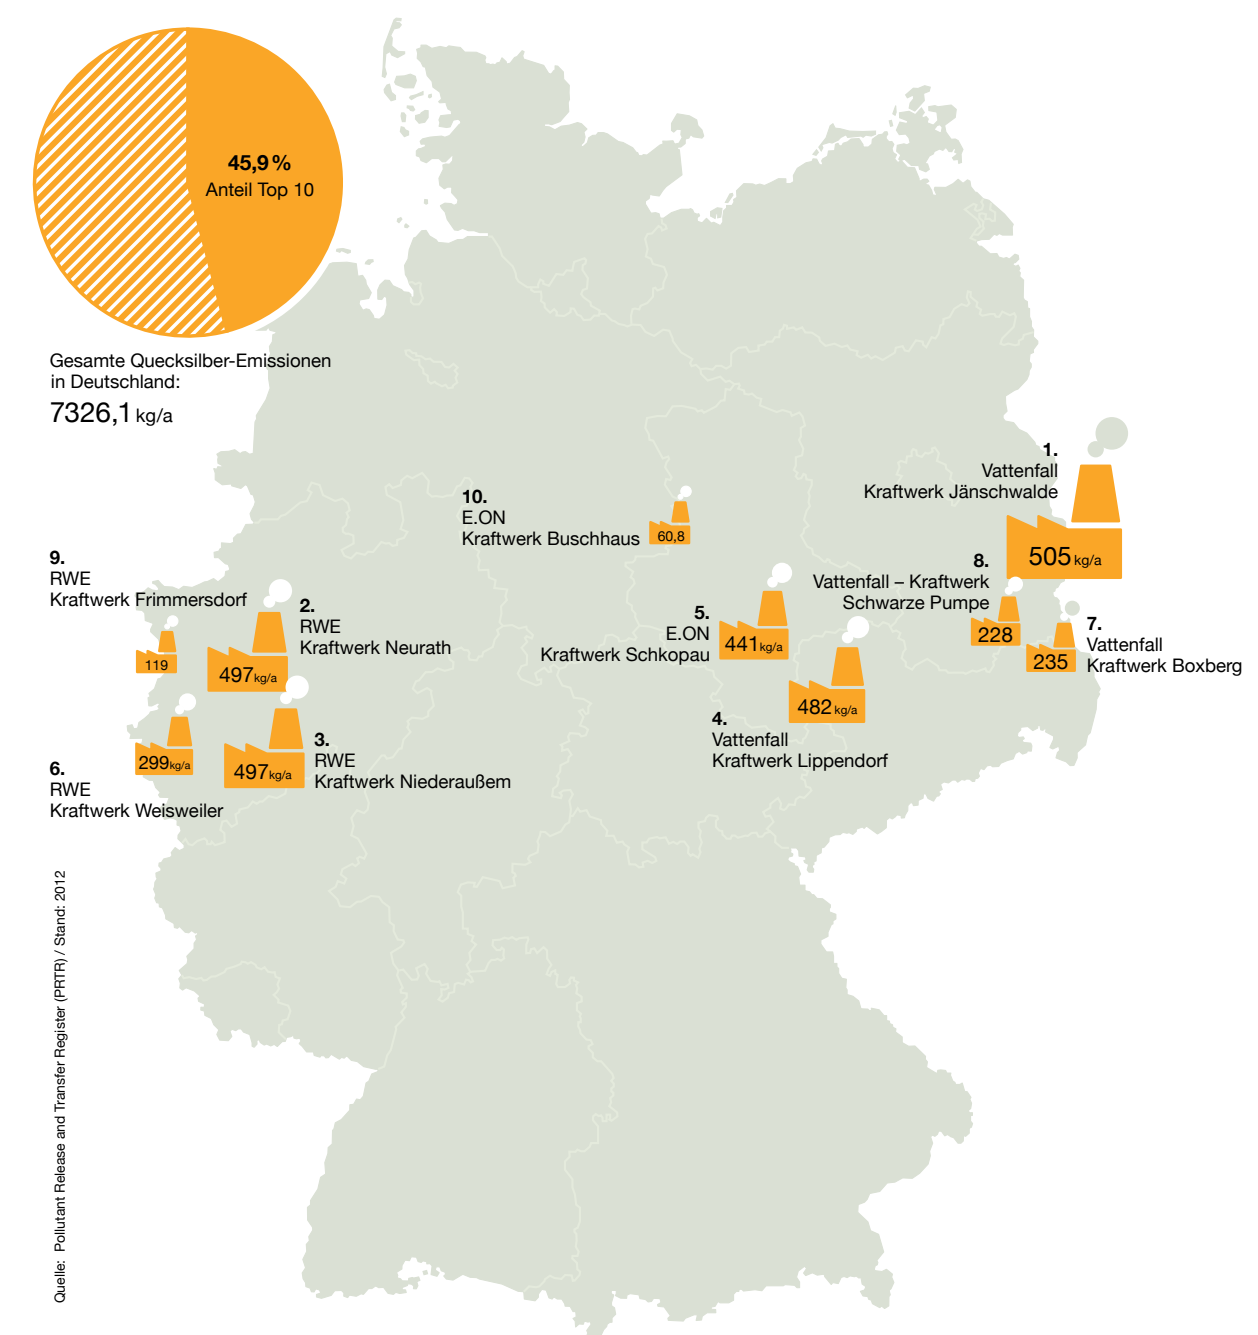 45,9 %
Anteil Top 10
Gesamte Quecksilber-Emissionen
in Deutschland:
7326,1 kg/a
1.
Vattenfall
Kraftwerk Jänschwalde
505 kg/a
10.
E.ON
Kraftwerk Buschhaus
60,8
9.
RWE
Kraftwerk Frimmersdorf
119
2.
RWE
Kraftwerk Neurath
497 kg/a
8.
Vattenfall – Kraftwerk
Schwarze Pumpe
228
5.
E.ON
Kraftwerk Schkopau
441 kg/a
7.
Vattenfall
Kraftwerk Boxberg
235
4.
Vattenfall
Kraftwerk Lippendorf
482 kg/a
3.
RWE
Kraftwerk Niederaußem
497 kg/a
6.
RWE
Kraftwerk Weisweiler
299 kg/a
Quelle: Pollutant Release and Transfer Register (PRTR) / Stand: 2012